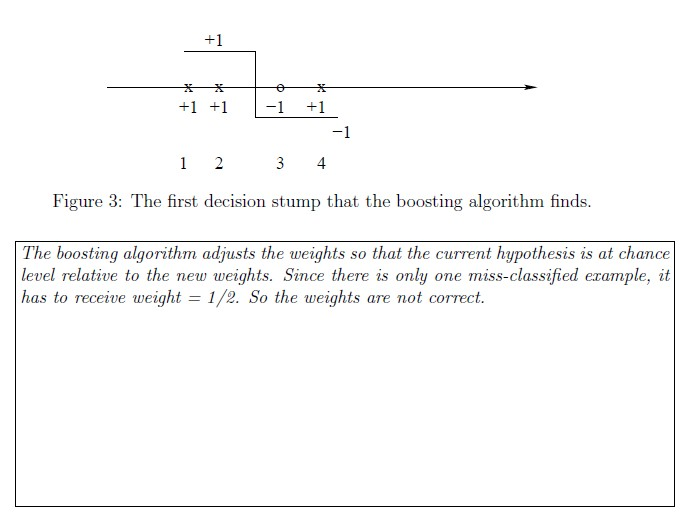 +1
x x o x
+1 +1 −1 +1
−1
1 2 3 4
Figure 3: The first decision stump that the boosting algorithm finds.
The boosting algorithm adjusts the weights so that the current hypothesis is at chance
level relative to the new weights. Since there is only one miss-classified example, it
has to receive weight = 1/2. So the weights are not correct.